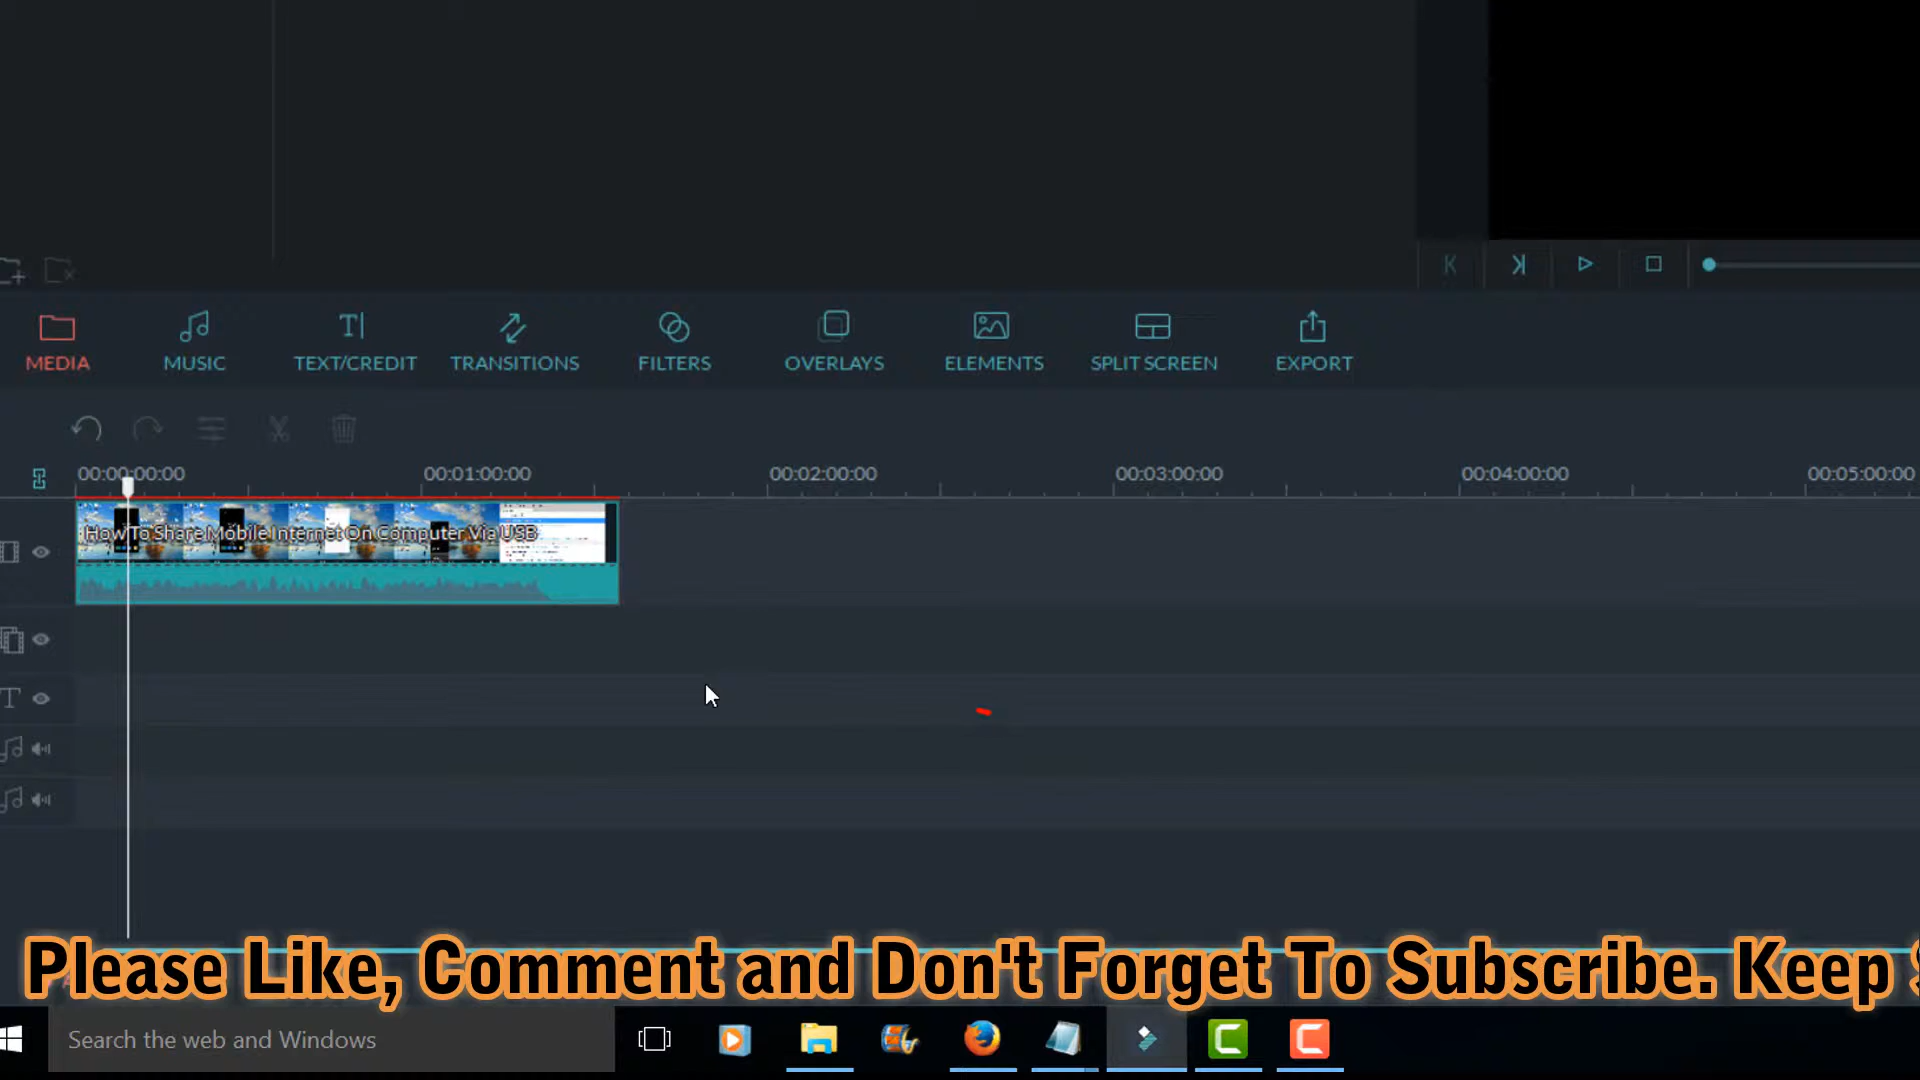 MEDIA
MUSIC
TEXT/CREDIT
TRANSITIONS
FILTERS
OVERLAYS
ELEMENTS
SPLIT SCREEN
EXPORT
00:00:00:00
00:01:00:00
00:02:00:00
00:03:00:00
00:04:00:00
00:05:00:00
How To Share Mobile Internet On Computer Via USB
Please Like, Comment and Don't Forget To Subscribe. Keep S
Search the web and Windows